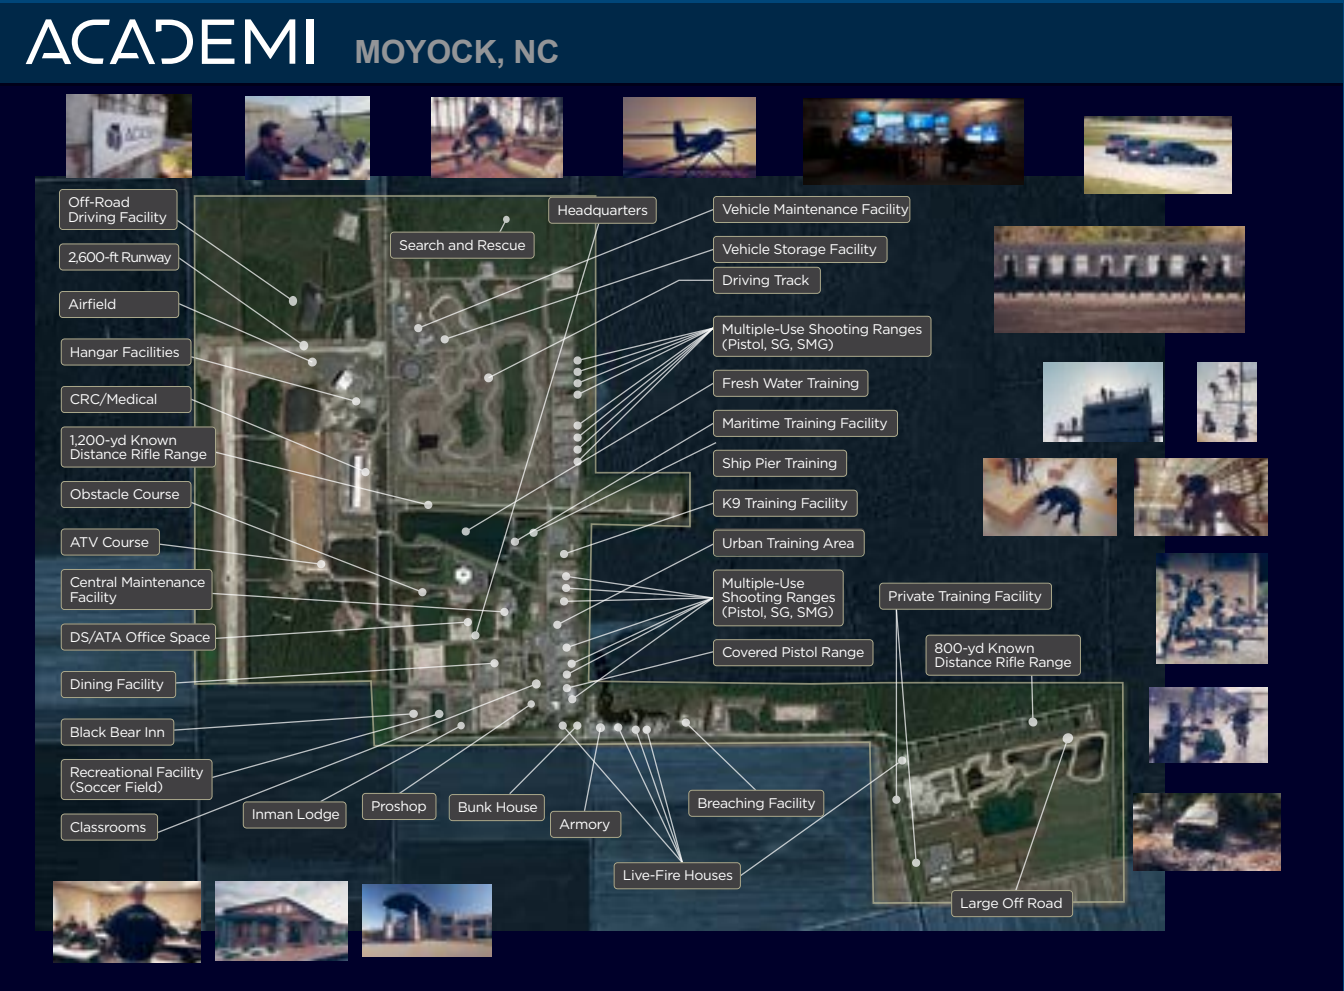 ACADEMI
MOYOCK, NC
Off-Road
Driving Facility
2,600-ft Runway
Airfield
Hangar Facilities
CRC/Medical
1,200-yd Known
Distance Rifle Range
Obstacle Course
ATV Course
Central Maintenance
Facility
DS/ATA Office Space
Dining Facility
Black Bear Inn
Recreational Facility
(Soccer Field)
Classrooms
Search and Rescue
Headquarters
Vehicle Maintenance Facility
Vehicle Storage Facility
Driving Track
Multiple-Use Shooting Ranges
(Pistol, SG, SMG)
Fresh Water Training
Maritime Training Facility
Ship Pier Training
K9 Training Facility
Urban Training Area
Multiple-Use
Shooting Ranges
(Pistol, SG, SMG)
Covered Pistol Range
Private Training Facility
800-yd Known
Distance Rifle Range
Inman Lodge
Proshop
Bunk House
Armory
Breaching Facility
Live-Fire Houses
Large Off Road